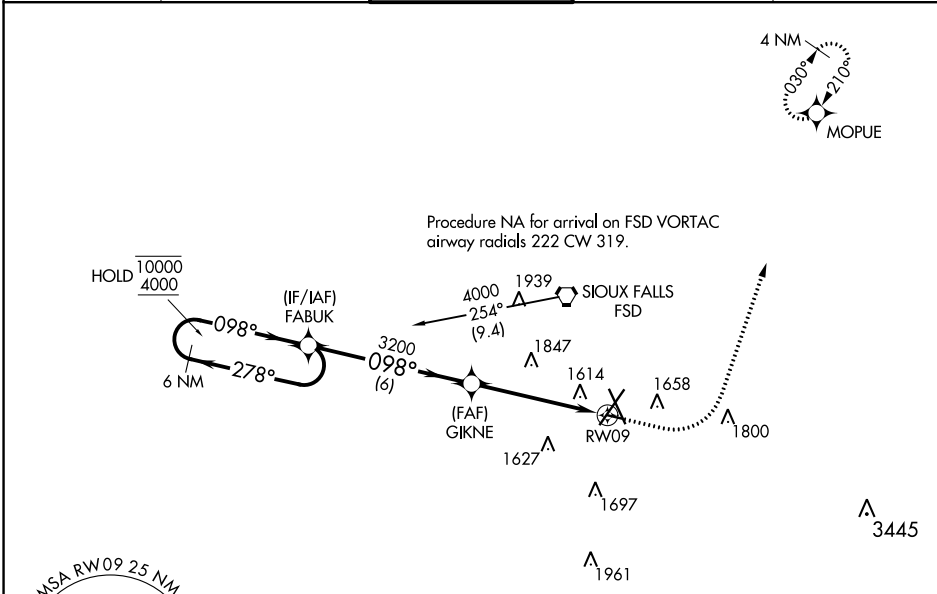 4 NM
030°
210°
MOPUE
Procedure NA for arrival on FSD VORTAC
airway radials 222 CW 319.
HOLD 10000
4000
(IF/IAF)
FABUK
4000
254°
(9.4)
1939
SIOUX FALLS
FSD
098°
278°
6 NM
3200
098°
(6)
1847
1614
1658
(FAF)
GIKNE
RW09
1800
1627
1697
3445
1961
MSA RW09 25 NM